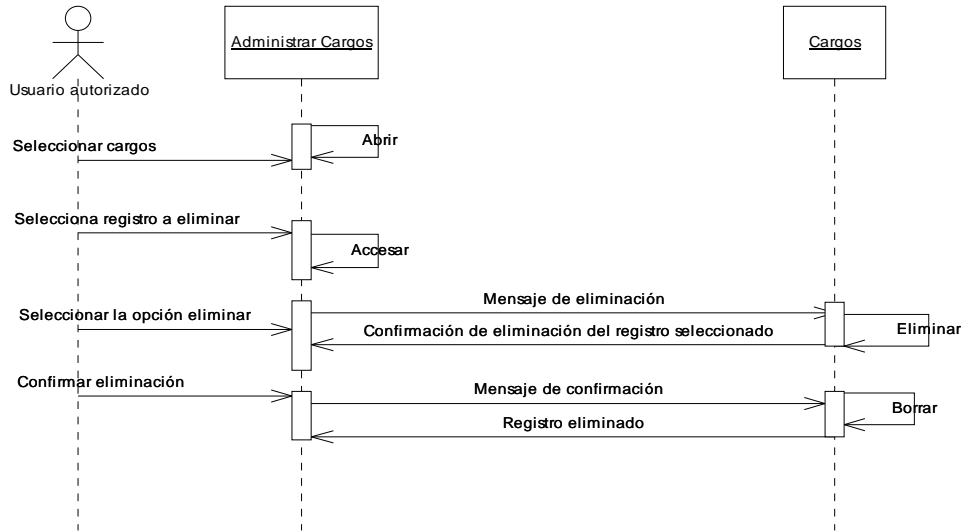 Administrar Cargos
Cargos
Usuario autorizado
Abrir
Seleccionar cargos
Selecciona registro a eliminar
Accesar
Mensaje de eliminación
Seleccionar la opción eliminar
Confirmación de eliminación del registro seleccionado
Eliminar
Confirmar eliminación
Mensaje de confirmación
Borrar
Registro eliminado